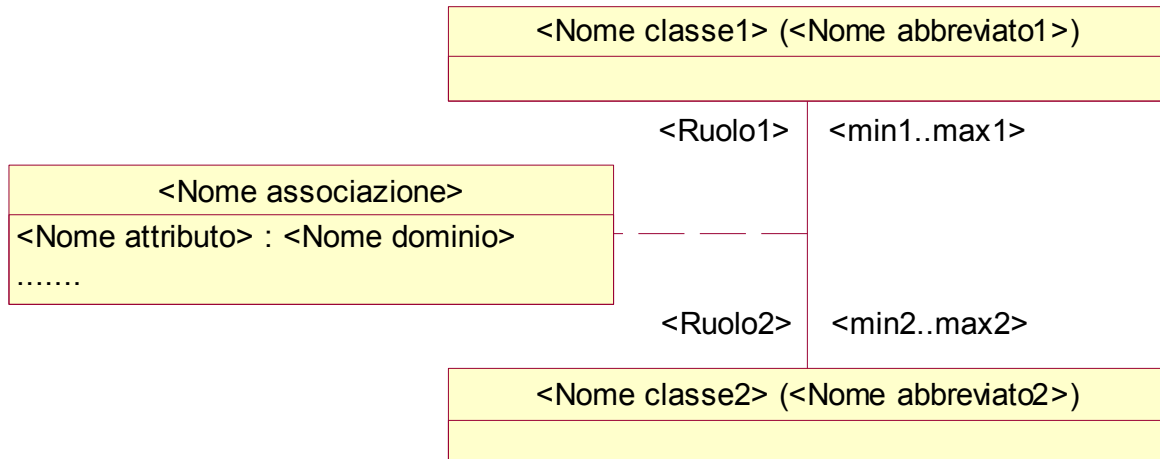 <Nome classe1> (<Nome abbreviato1>)
<Ruolo1> <min1..max1>
<Nome associazione>
<Nome attributo> : <Nome dominio>
.......
<Ruolo2> <min2..max2>
<Nome classe2> (<Nome abbreviato2>)